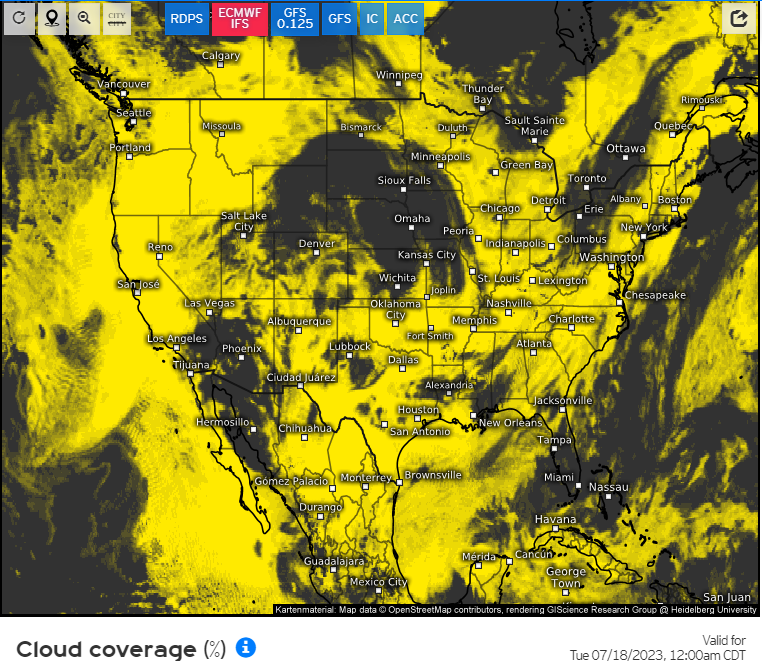 CITY
CITY
RDPS
ECMWF
IFS
GFS
0.125
GFS
IC
ACC
Calgary
Winnipeg
Vancouver
Thunder
Bay
Rimouski
Seattle
Missoula
Bismarck
Duluth
Sault Sainte
Marie
Quebec
Portland
Minneapolis
Green Bay
Ottawa
Sioux Falls
Toronto
Salt Lake
City
Omaha
Chicago
Detroit
Erie
Albany
Boston
Reno
Denver
Peoria
Indianapolis
Columbus
New York
Kansas City
Washington
San José
Wichita
Joplin
St. Louis
Lexington
Las Vegas
Oklahoma
City
Nashville
Chesapeake
Albuquerque
Fort Smith
Memphis
Charlotte
Los Angeles
Phoenix
Lubbock
Dallas
Atlanta
Tijuana
Ciudad Juárez
Alexandria
Hermosillo
Chihuahua
Houston
San Antonio
New Orleans
Jacksonville
Tampa
Gómez Palacio
Monterrey
Brownsville
Miami
Nassau
Durango
Havana
Guadalajara
Mérida
Cancún
Mexico City
George
Town
San Juan
Kartenmaterial: Map data © OpenStreetMap contributors, rendering GIScience Research Group @ Heidelberg University
Cloud coverage (%) i
Valid for
Tue 07/18/2023, 12:00am CDT